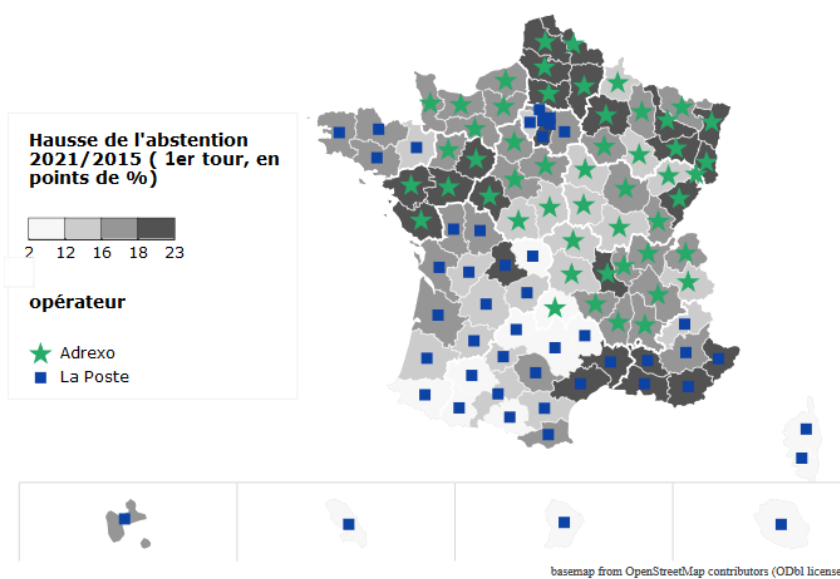 Hausse de l'abstention
2021/2015 ( 1er tour, en
points de %)
2 12 16 18 23
opérateur
Adrexo
La Poste
basemap from OpenStreetMap contributors (ODbl license